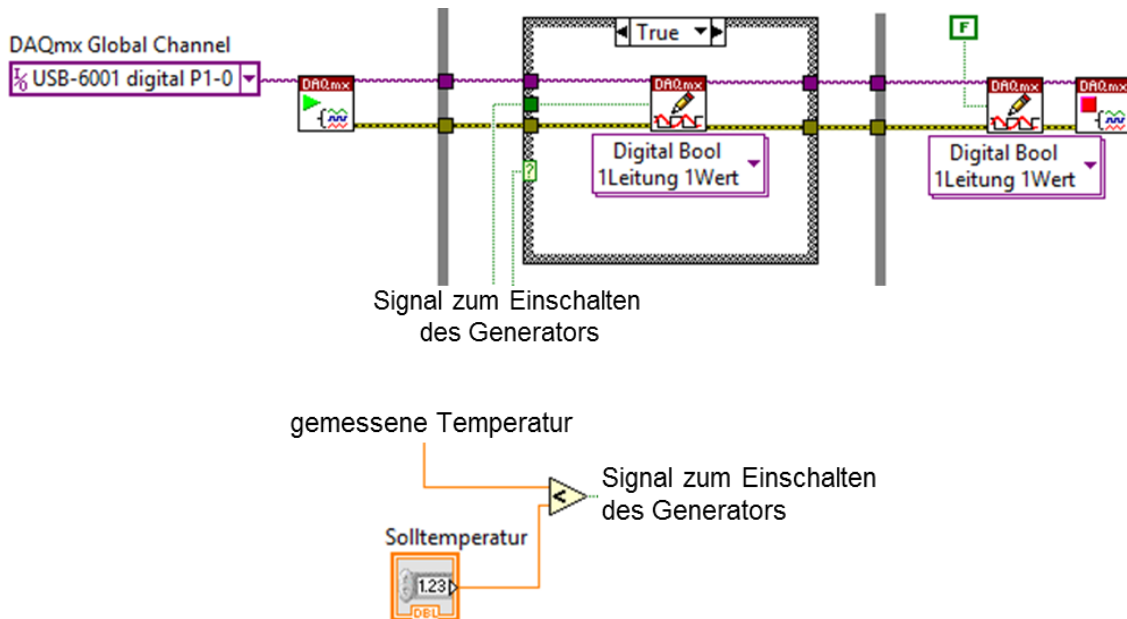 DAQmx Global Channel
I/O USB-6001 digital P1-0
True
F
DAQmx
DAQmx
DAQmx
DAQmx
?
Digital Bool
1Leitung 1Wert
Digital Bool
1Leitung 1Wert
Signal zum Einschalten
des Generators
gemessene Temperatur
<
Signal zum Einschalten
des Generators
Solltemperatur
1.23
DBL